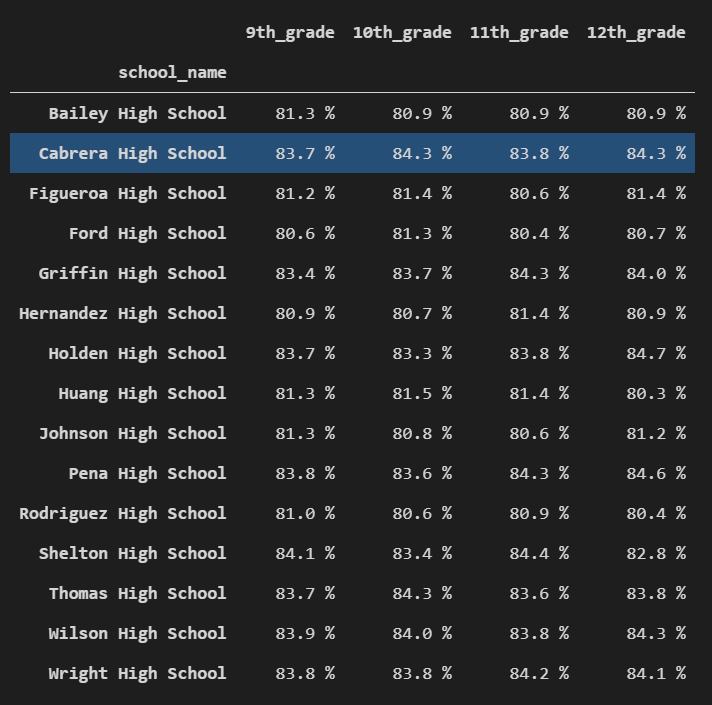 9th_grade 10th_grade 11th_grade 12th_grade
school_name
Bailey High School 81.3 % 80.9 % 80.9 % 80.9 %
Cabrera High School 83.7 % 84.3 % 83.8 % 84.3 %
Figueroa High School 81.2 % 81.4 % 80.6 % 81.4 %
Ford High School 80.6 % 81.3 % 80.4 % 80.7 %
Griffin High School 83.4 % 83.7 % 84.3 % 84.0 %
Hernandez High School 80.9 % 80.7 % 81.4 % 80.9 %
Holden High School 83.7 % 83.3 % 83.8 % 84.7 %
Huang High School 81.3 % 81.5 % 81.4 % 80.3 %
Johnson High School 81.3 % 80.8 % 80.6 % 81.2 %
Pena High School 83.8 % 83.6 % 84.3 % 84.6 %
Rodriguez High School 81.0 % 80.6 % 80.9 % 80.4 %
Shelton High School 84.1 % 83.4 % 84.4 % 82.8 %
Thomas High School 83.7 % 84.3 % 83.6 % 83.8 %
Wilson High School 83.9 % 84.0 % 83.8 % 84.3 %
Wright High School 83.8 % 83.8 % 84.2 % 84.1 %